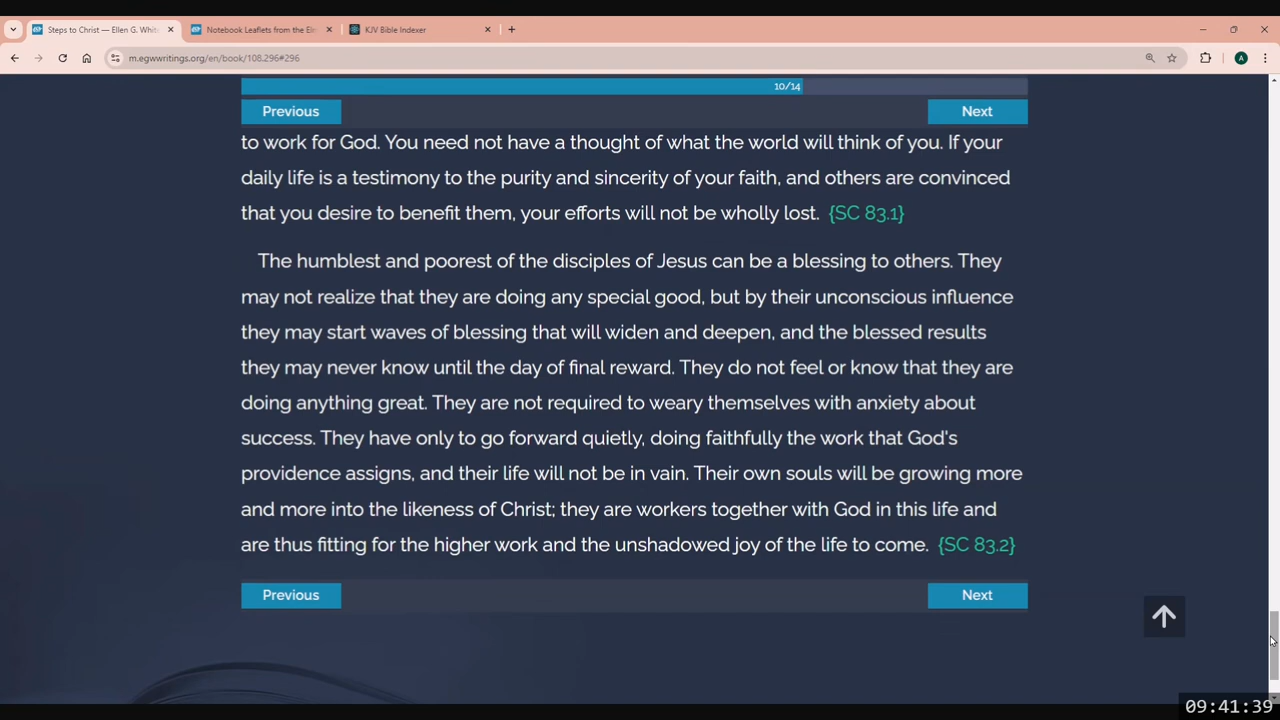 Steps to Christ — Ellen G. White
Notebook Leaflets from the Elm
KJV Bible Indexer
m.egwwritings.org/en/book/108.296#296
A
10/14
Previous
Next
to work for God. You need not have a thought of what the world will think of you. If your
daily life is a testimony to the purity and sincerity of your faith, and others are convinced
that you desire to benefit them, your efforts will not be wholly lost. {SC 83.1}
The humblest and poorest of the disciples of Jesus can be a blessing to others. They
may not realize that they are doing any special good, but by their unconscious influence
they may start waves of blessing that will widen and deepen, and the blessed results
they may never know until the day of final reward. They do not feel or know that they are
doing anything great. They are not required to weary themselves with anxiety about
success. They have only to go forward quietly, doing faithfully the work that God's
providence assigns, and their life will not be in vain. Their own souls will be growing more
and more into the likeness of Christ; they are workers together with God in this life and
are thus fitting for the higher work and the unshadowed joy of the life to come. {SC 83.2}
Previous
Next
09:41:39